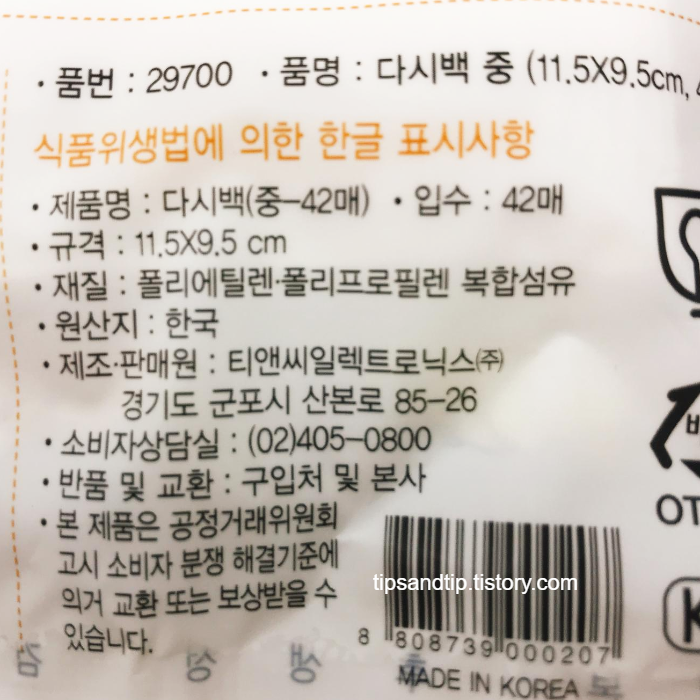 · 품번 : 29700 · 품명 : 다시백 중 (11.5X9.5cm,
식품위생법에 의한 한글 표시사항
· 제품명 : 다시백(중-42매) · 입수 : 42매
· 규격 : 11.5X9.5 cm
· 재질 : 폴리에틸렌·폴리프로필렌 복합섬유
· 원산지 : 한국
· 제조·판매원 : 티앤씨일렉트로닉스㈜
경기도 군포시 산본로 85-26
· 소비자상담실 : (02)405-0800
· 반품 및 교환 : 구입처 및 본사
· 본 제품은 공정거래위원회
고시 소비자 분쟁 해결기준에
의거 교환 또는 보상받을 수
있습니다.
OT
tipsandtip.tistory.com
8 808739 000207
MADE IN KOREA